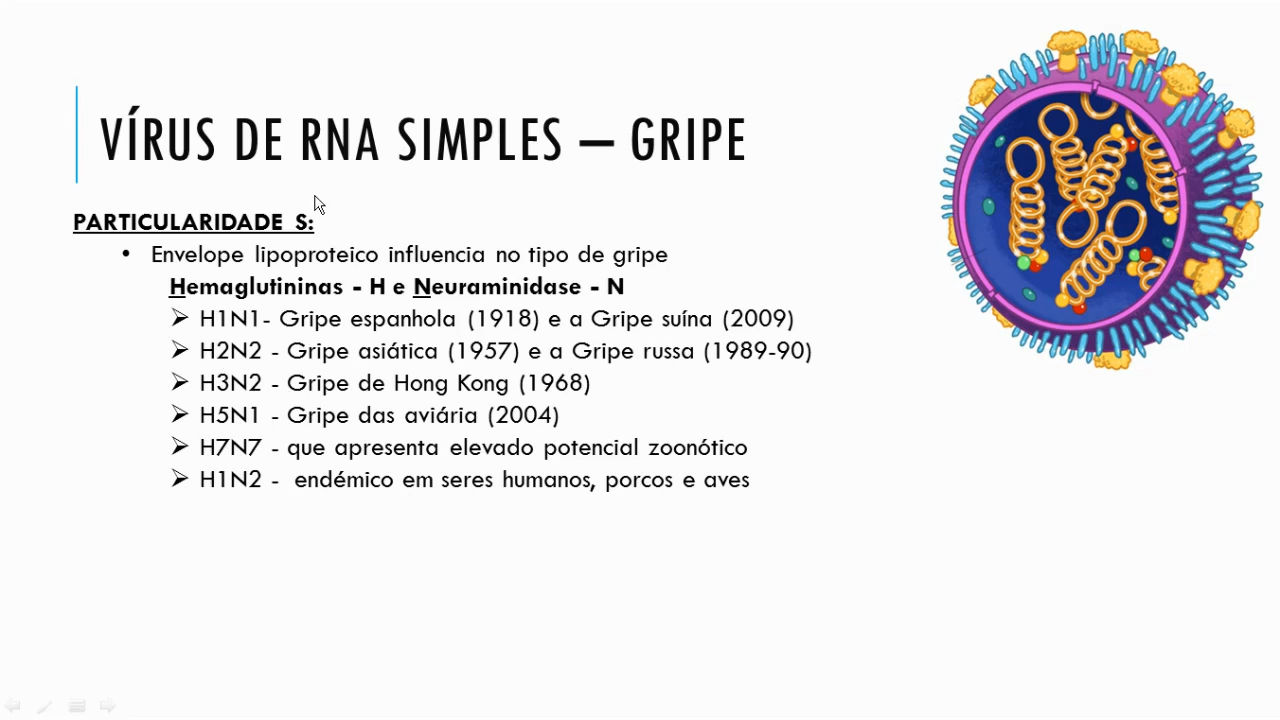 VÍRUS DE RNA SIMPLES – GRIPE
PARTICULARIDADE S:
• Envelope lipoproteico influencia no tipo de gripe
Hemaglutininas - H e Neuraminidase - N
➢ H1N1- Gripe espanhola (1918) e a Gripe suína (2009)
➢ H2N2 - Gripe asiática (1957) e a Gripe russa (1989-90)
➢ H3N2 - Gripe de Hong Kong (1968)
➢ H5N1 - Gripe das aviária (2004)
➢ H7N7 - que apresenta elevado potencial zoonótico
➢ H1N2 - endémico em seres humanos, porcos e aves